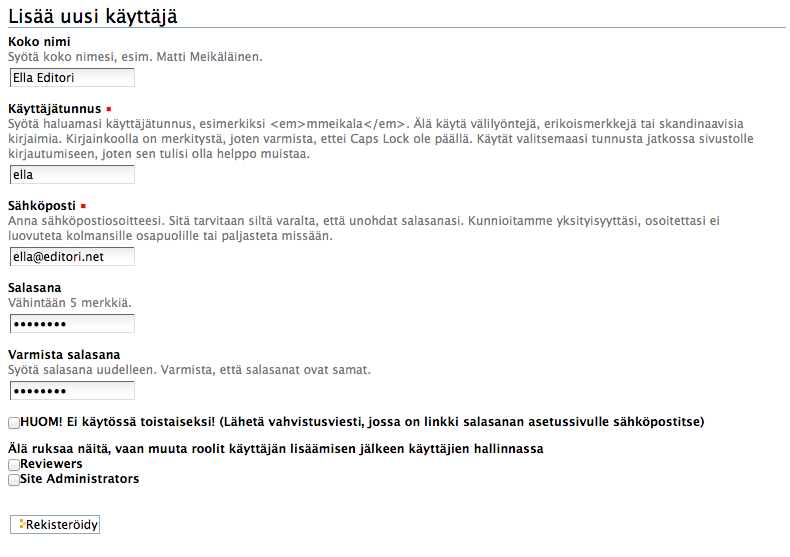 Lisää uusi käyttäjä
Koko nimi
Syötä koko nimesi, esim. Matti Meikäläinen.
Ella Editori
Käyttäjätunnus
Syötä haluamasi käyttäjätunnus, esimerkiksi <em>mmeikala</em>. Älä käytä välilyöntejä, erikoismerkkejä tai skandinaavisia
kirjaimia. Kirjainkoolla on merkitystä, joten varmista, ettei Caps Lock ole päällä. Käytät valitsemaasi tunnusta jatkossa sivustolle
kirjautumiseen, joten sen tulisi olla helppo muistaa.
ella
Sähköposti
Anna sähköpostiosoitteesi. Sitä tarvitaan siltä varalta, että unohdat salasanasi. Kunnioitamme yksityisyyttäsi, osoitettasi ei
luovuteta kolmansille osapuolille tai paljasteta missään.
ella@editori.net
Salasana
Vähintään 5 merkkiä.
••••••••
Varmista salasana
Syötä salasana uudelleen. Varmista, että salasanat ovat samat.
••••••••
HUOM! Ei käytössä toistaiseksi! (Lähetä vahvistusviesti, jossa on linkki salasanan asetussivulle sähköpostitse)
Älä ruksaa näitä, vaan muuta roolit käyttäjän lisäämisen jälkeen käyttäjien hallinnassa
Reviewers
Site Administrators
Rekisteröidy